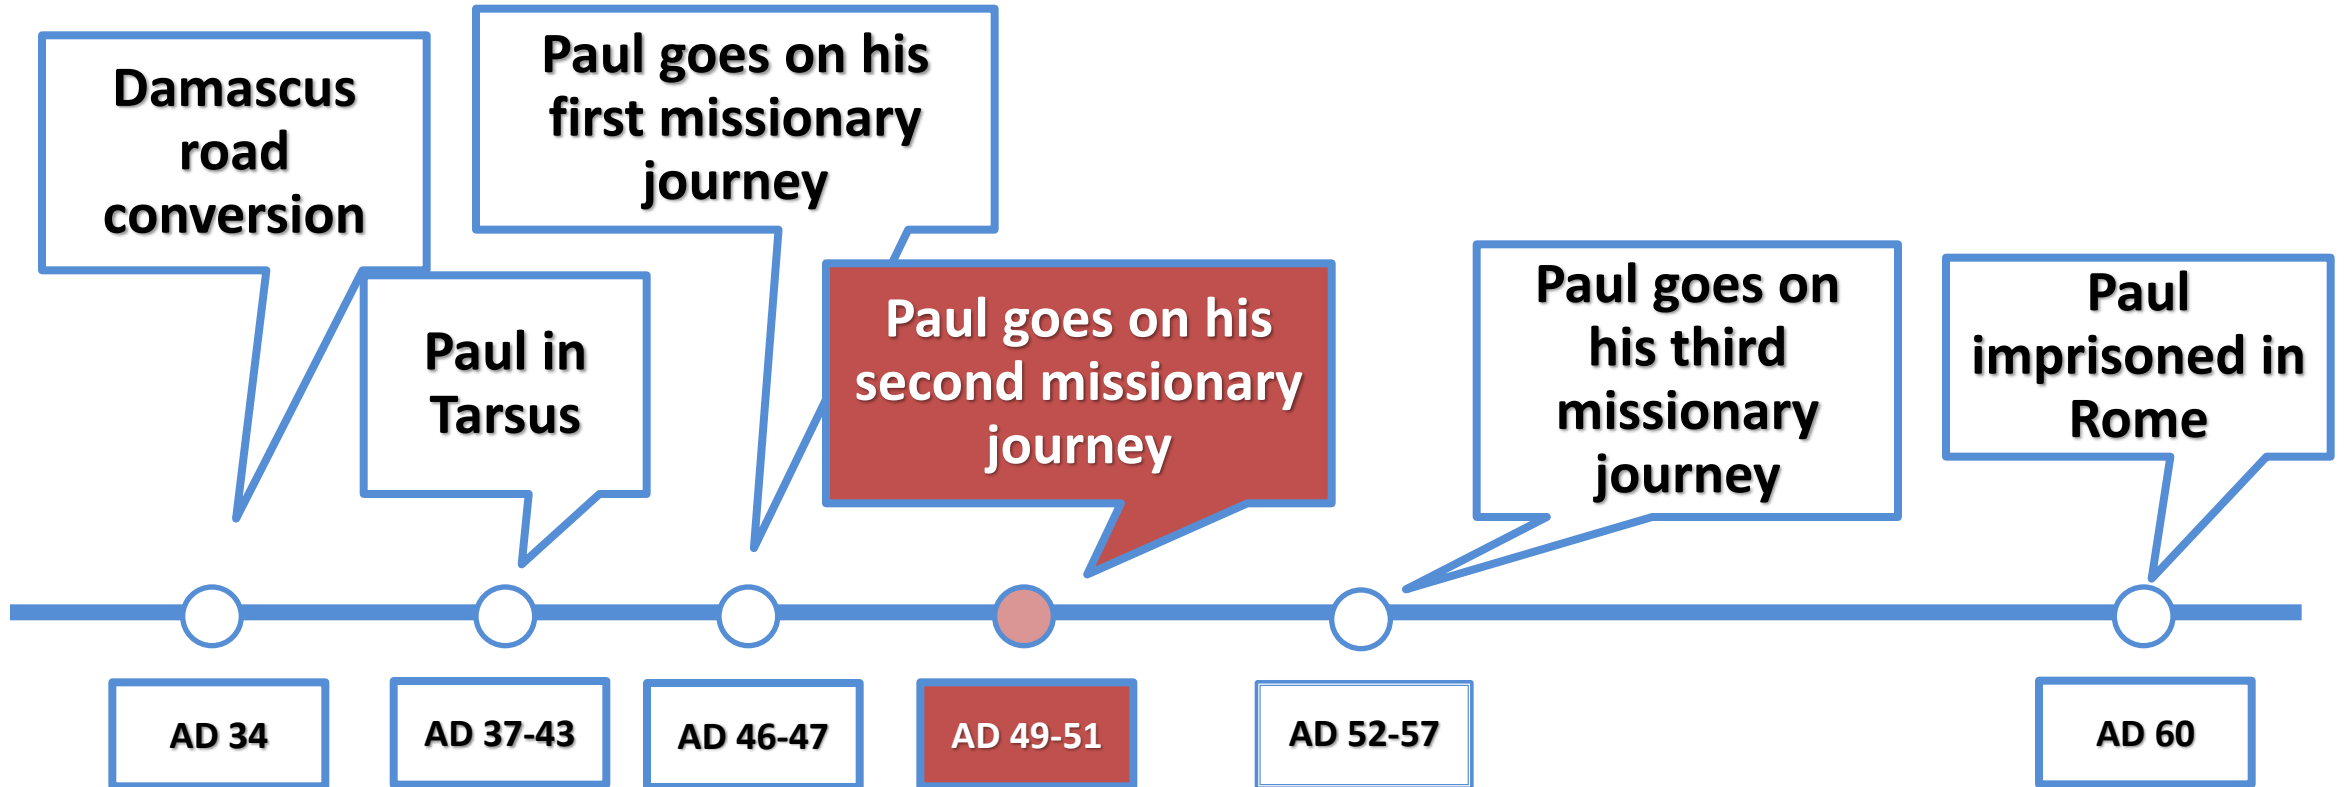 Damascus
road
conversion
Paul goes on his
first missionary
journey
Paul in
Tarsus
Paul goes on his
second missionary
journey
Paul goes on
his third
missionary
journey
Paul
imprisoned in
Rome
AD 34
AD 37-43
AD 46-47
AD 49-51
AD 52-57
AD 60